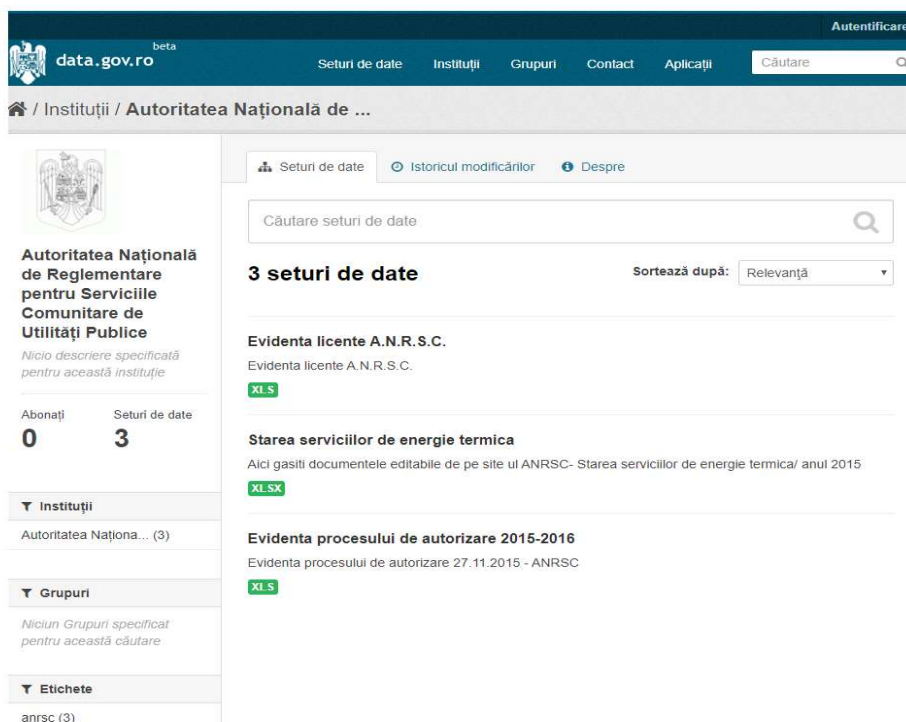 Autentificare
data.gov.ro
beta
Seturi de date
Instituții
Grupuri
Contact
Aplicații
Căutare
/ Instituții / Autoritatea Națională de ...
Autoritatea Națională
de Reglementare
pentru Serviciile
Comunitare de
Utilități Publice
Nicio descriere specificată
pentru această instituție
Abonați
0
Seturi de date
3
Instituții
Autoritatea Naționa... (3)
Grupuri
Niciun Grupuri specificat
pentru această căutare
Etichete
anrsc (3)
Seturi de date
Istoricul modificărilor
Despre
Căutare seturi de date
3 seturi de date
Sortează după:
Relevanță
Evidenta licente A.N.R.S.C.
Evidenta licente A.N.R.S.C.
XLS
Starea serviciilor de energie termica
Aici gasiti documentele editabile de pe site ul ANRSC- Starea serviciilor de energie termica/ anul 2015
XLSX
Evidenta procesului de autorizare 2015-2016
Evidenta procesului de autorizare 27.11.2015 - ANRSC
XLS